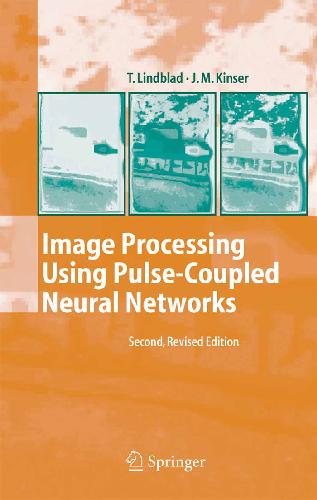 T. Lindblad · J. M. Kinser
Image Processing
Using Pulse-Coupled
Neural Networks
Second, Revised Edition
Springer